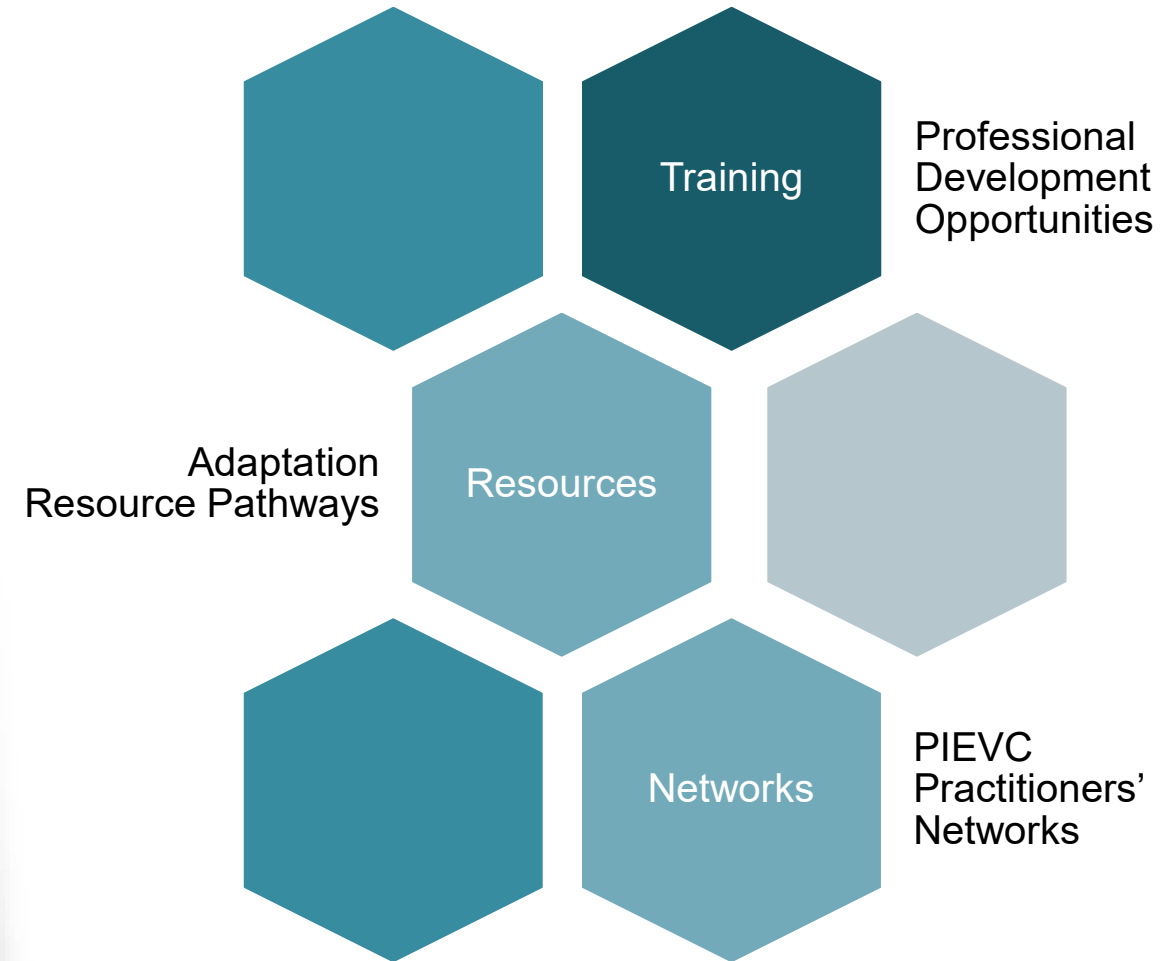 Training
Professional
Development
Opportunities
Adaptation
Resource Pathways
Resources
Networks
PIEVC
Practitioners’
Networks